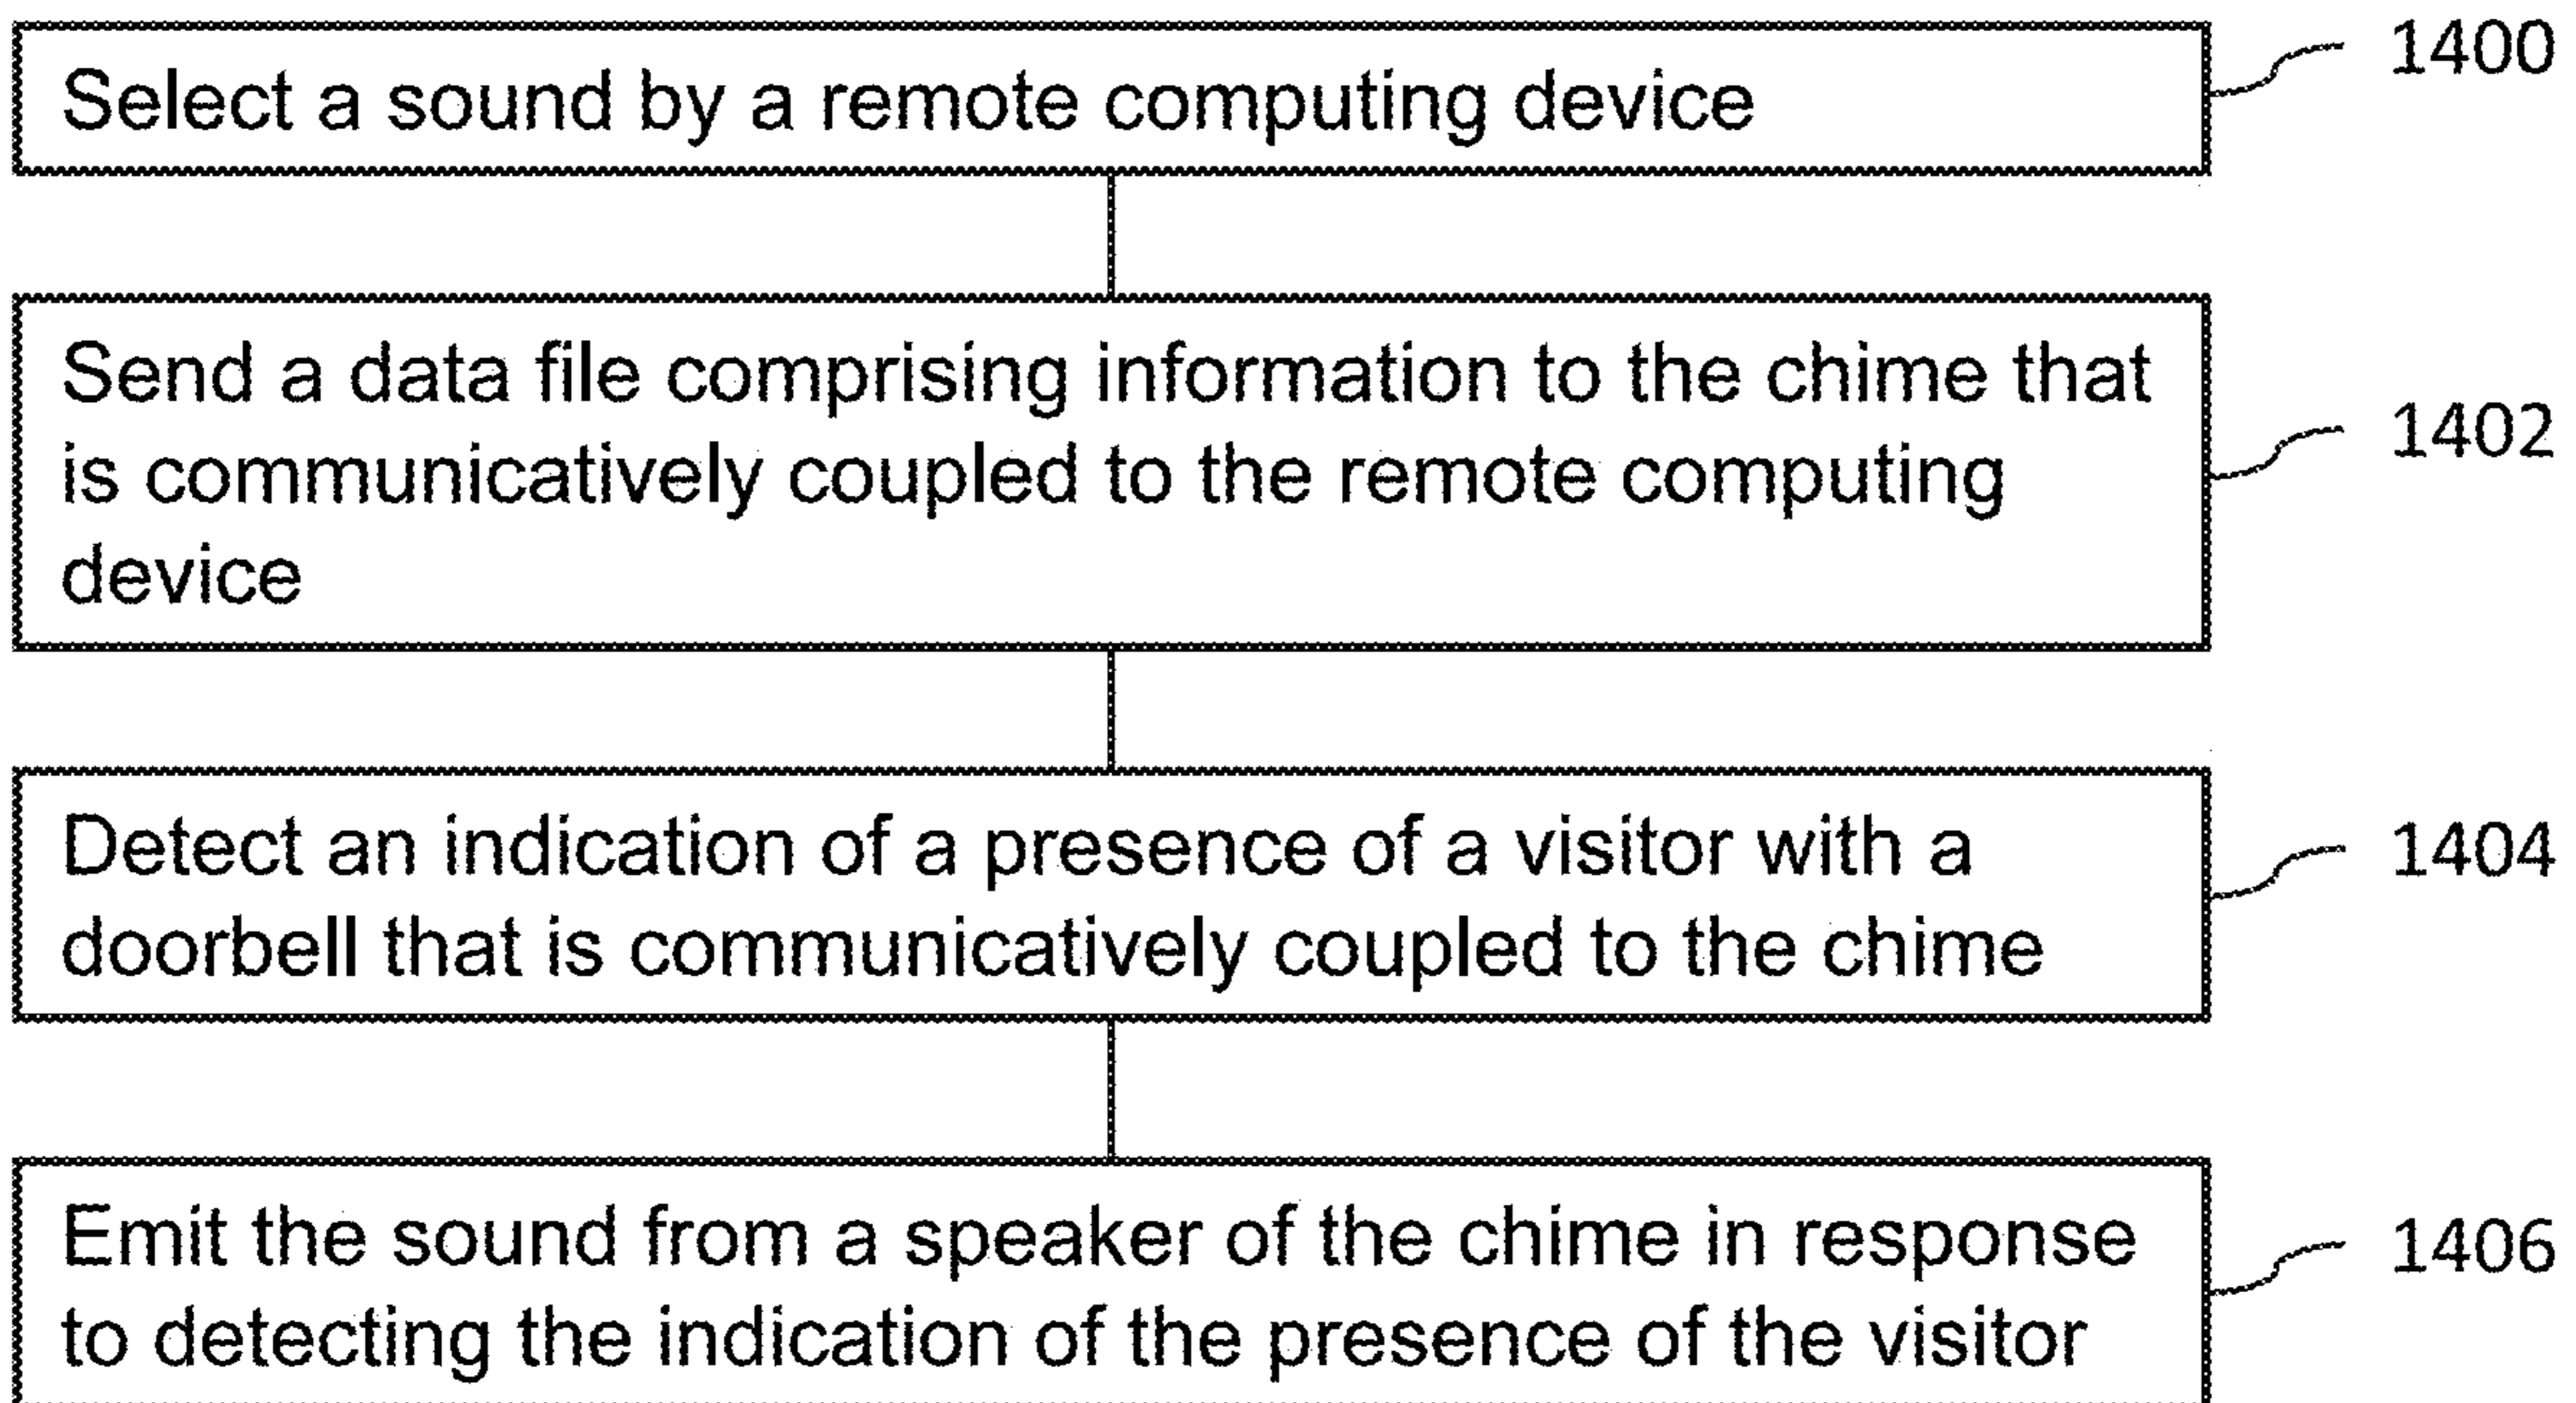 Select a sound by a remote computing device
1400
Send a data file comprising information to the chime that
is communicatively coupled to the remote computing
device
1402
Detect an indication of a presence of a visitor with a
doorbell that is communicatively coupled to the chime
1404
Emit the sound from a speaker of the chime in response
to detecting the indication of the presence of the visitor
1406